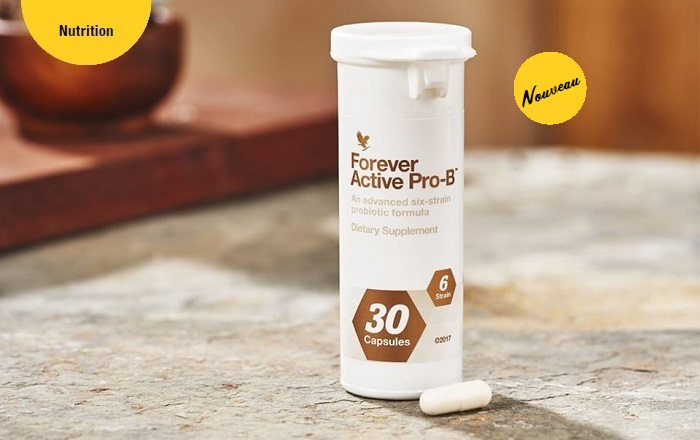 Nutrition
Nouveau
Forever
Active Pro-B™
An advanced six-strain
probiotic formula
Dietary Supplement
6
Strain
30
Capsules
©2017